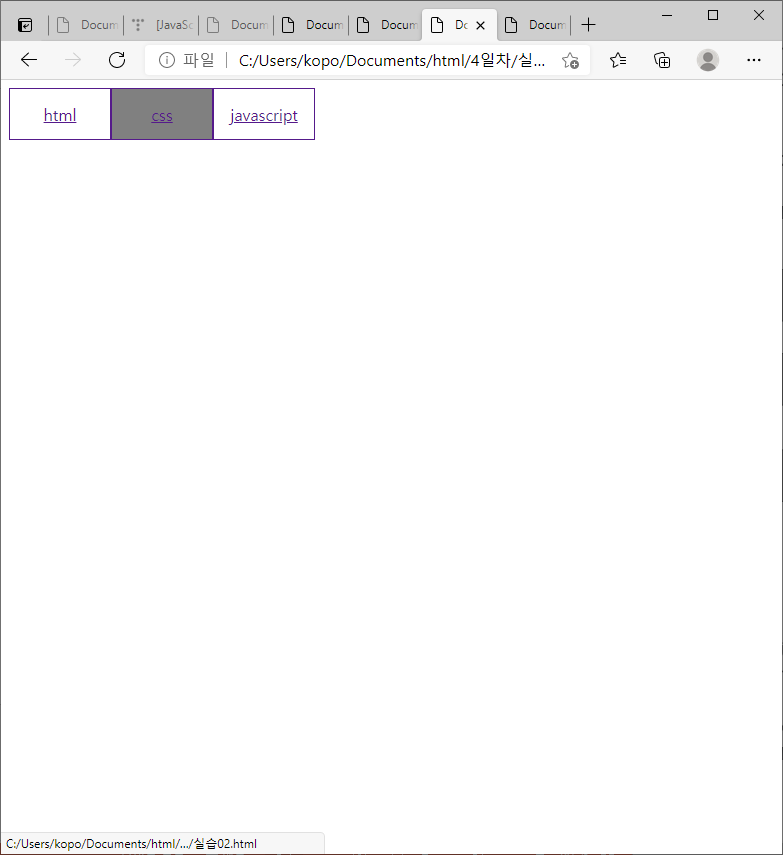 Docum
[JavaSc
Docum
Docum
Docum
Do
Docum
파일
C:/Users/kopo/Documents/html/4일차/실...
html
css
javascript
C:/Users/kopo/Documents/html/.../실습02.html